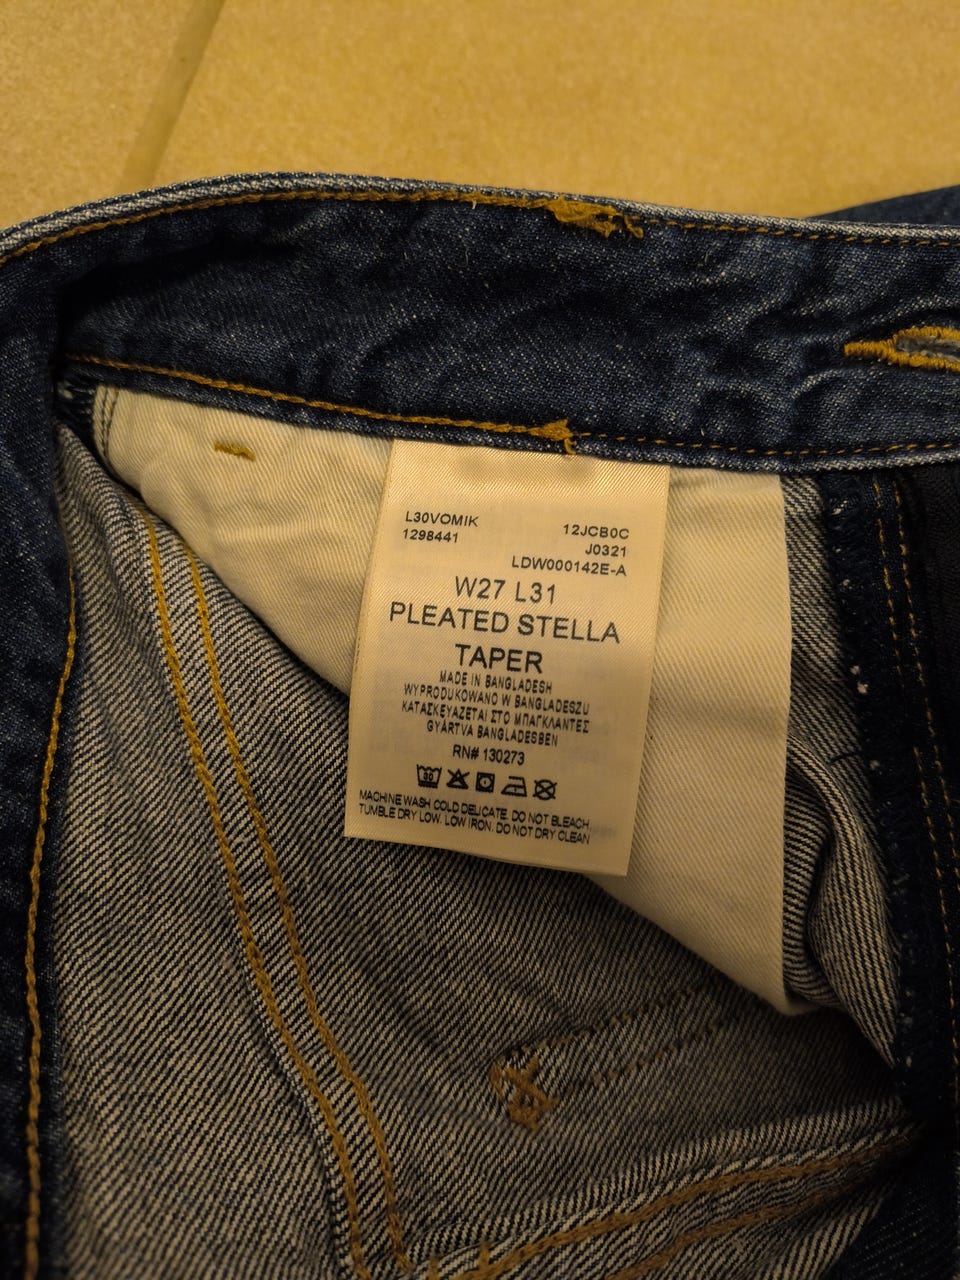 L30VOMIK
1298441
12JCB0C
J0321
LDW000142E-A
W27 L31
PLEATED STELLA
TAPER
MADE IN BANGLADESH
WYPRODUKOWANO W BANGLADESZU
ΚΑΤΑΣΚΕΥΑΖΕΤΑΙ ΣΤΟ ΜΠΑΓΚΛΑΝΤΕΣ
GYÁRTVA BANGLADESBEN
RN# 130273
30
MACHINE WASH COLD DELICATE. DO NOT BLEACH.
TUMBLE DRY LOW. LOW IRON. DO NOT DRY CLEAN